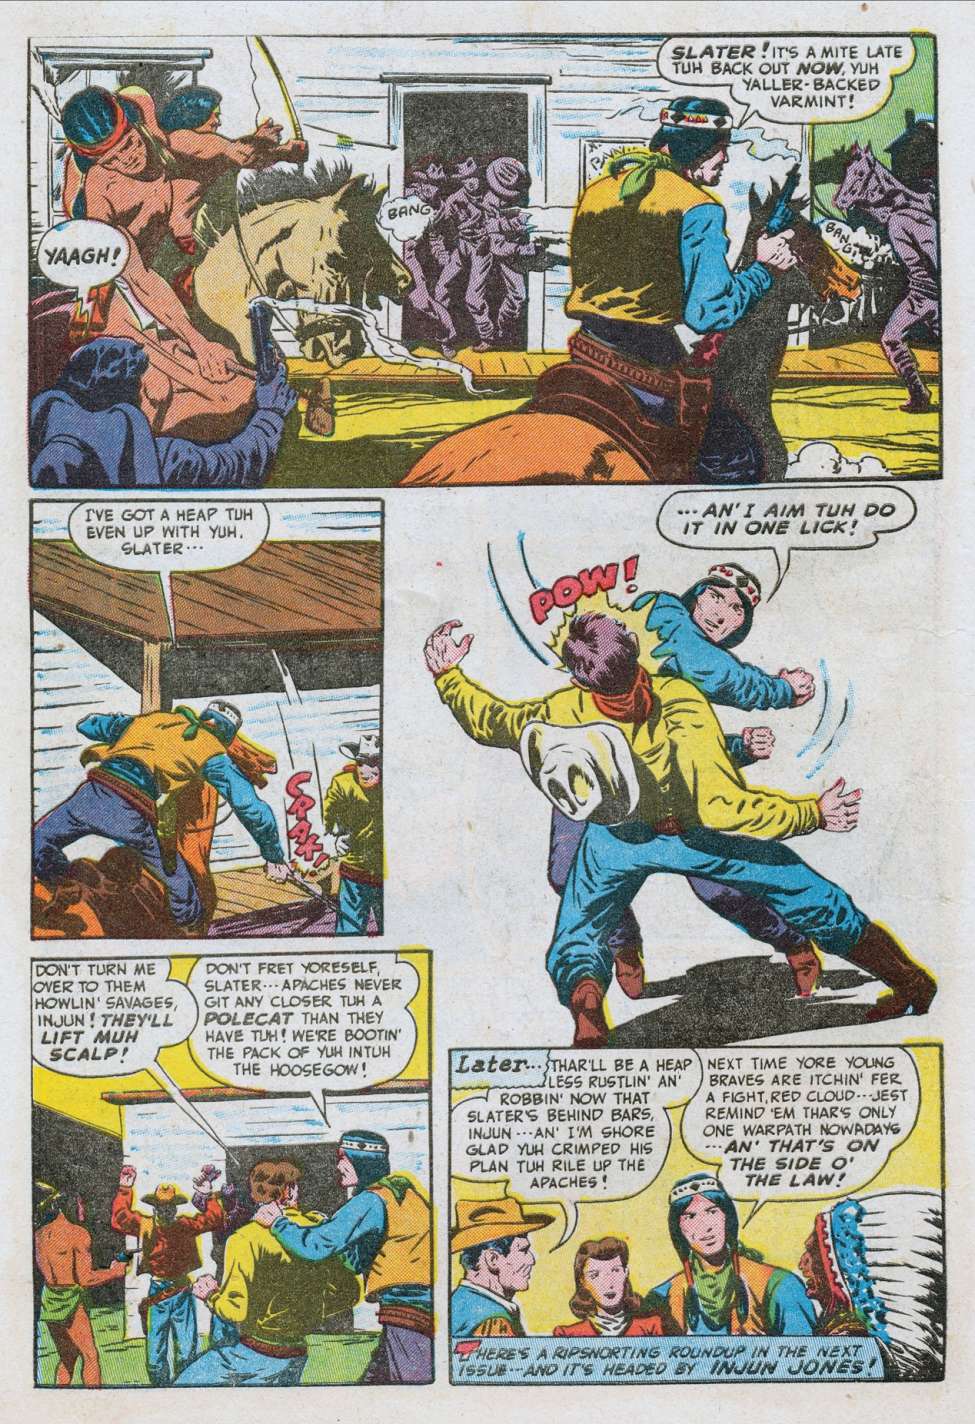 SLATER! IT'S A MITE LATE
TUH BACK OUT NOW, YUH
YALLER-BACKED
VARMINT!
YAAGH!
BANG
BAN
G!
I'VE GOT A HEAP TUH
EVEN UP WITH YUH,
SLATER...
CRAK!
...AN' I AIM TUH DO
IT IN ONE LICK!
POW!
DON'T TURN ME
OVER TO THEM
HOWLIN' SAVAGES,
INJUN! THEY'LL
LIFT MUH
SCALP!
DON'T FRET YORESELF,
SLATER...APACHES NEVER
GIT ANY CLOSER TUH A
POLECAT THAN THEY
HAVE TUH! WE'RE BOOTIN'
THE PACK OF YUH INTUH
THE HOOSEGOW!
Later...
THAR'LL BE A HEAP
LESS RUSTLIN' AN'
ROBBIN' NOW THAT
SLATER'S BEHIND BARS,
INJUN...AN' I'M SHORE
GLAD YUH CRIMPED HIS
PLAN TUH RILE UP THE
APACHES!
NEXT TIME YORE YOUNG
BRAVES ARE ITCHIN' FER
A FIGHT, RED CLOUD...JEST
REMIND 'EM THAR'S ONLY
ONE WARPATH NOWADAYS
...AN' THAT'S ON
THE SIDE O'
THE LAW!
THERE'S A RIPSNORTING ROUNDUP IN THE NEXT
ISSUE...AND IT'S HEADED BY INJUN JONES!